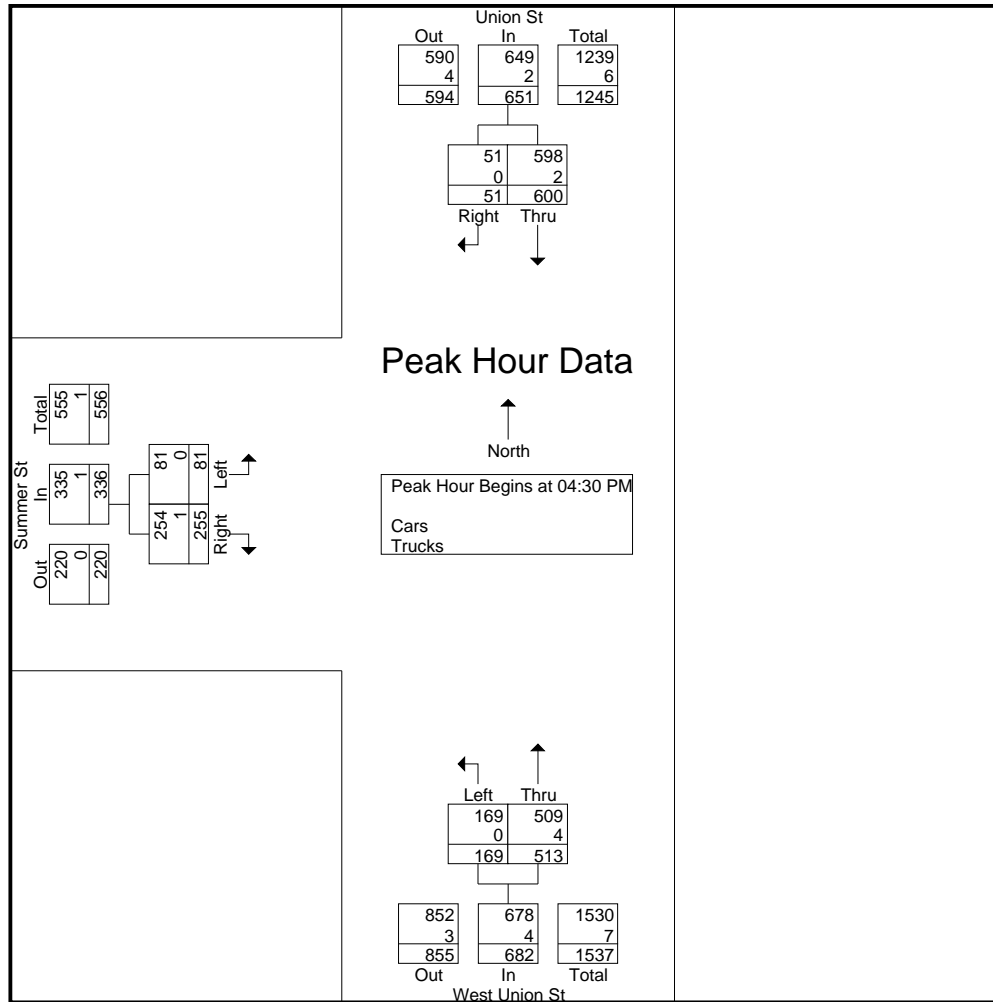 Union St
Out In Total
590 649 1239
4 2 6
594 651 1245
51 598
0 2
51 600
Right Thru
Peak Hour Data
North
Peak Hour Begins at 04:30 PM
Cars
Trucks
Summer St
Total
555
1
556
In
335
1
336
Out
220
0
220
81
0
81
Left
254
1
255
Right
Left Thru
169 509
0 4
169 513
852 678 1530
3 4 7
855 682 1537
Out In Total
West Union St